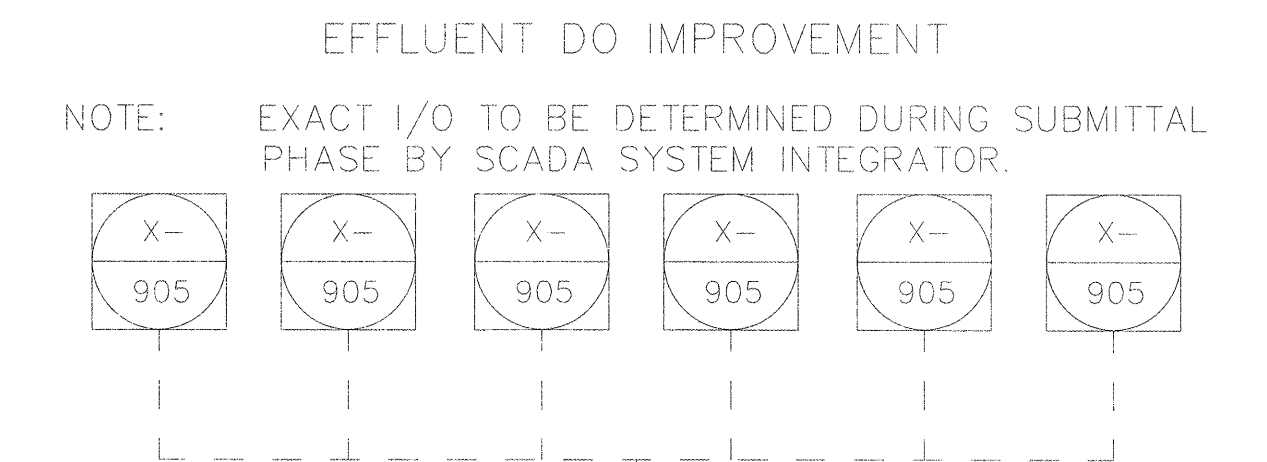 EFFLUENT DO IMPROVEMENT
NOTE: EXACT I/O TO BE DETERMINED DURING SUBMITTAL
PHASE BY SCADA SYSTEM INTEGRATOR.
X- X- X- X- X- X-
905 905 905 905 905 905